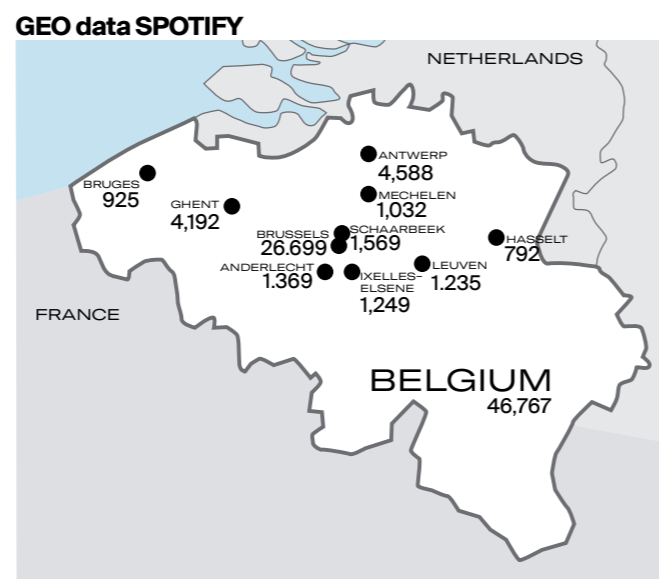 GEO data SPOTIFY
NETHERLANDS
ANTWERP
4,588
BRUGES
925
MECHELEN
1,032
GHENT
4,192
BRUSSELS
26.699
SCHAARBEEK
1,569
HASSELT
792
ANDERLECHT
1.369
IXELLES-
ELSENE
1,249
LEUVEN
1.235
FRANCE
BELGIUM
46,767